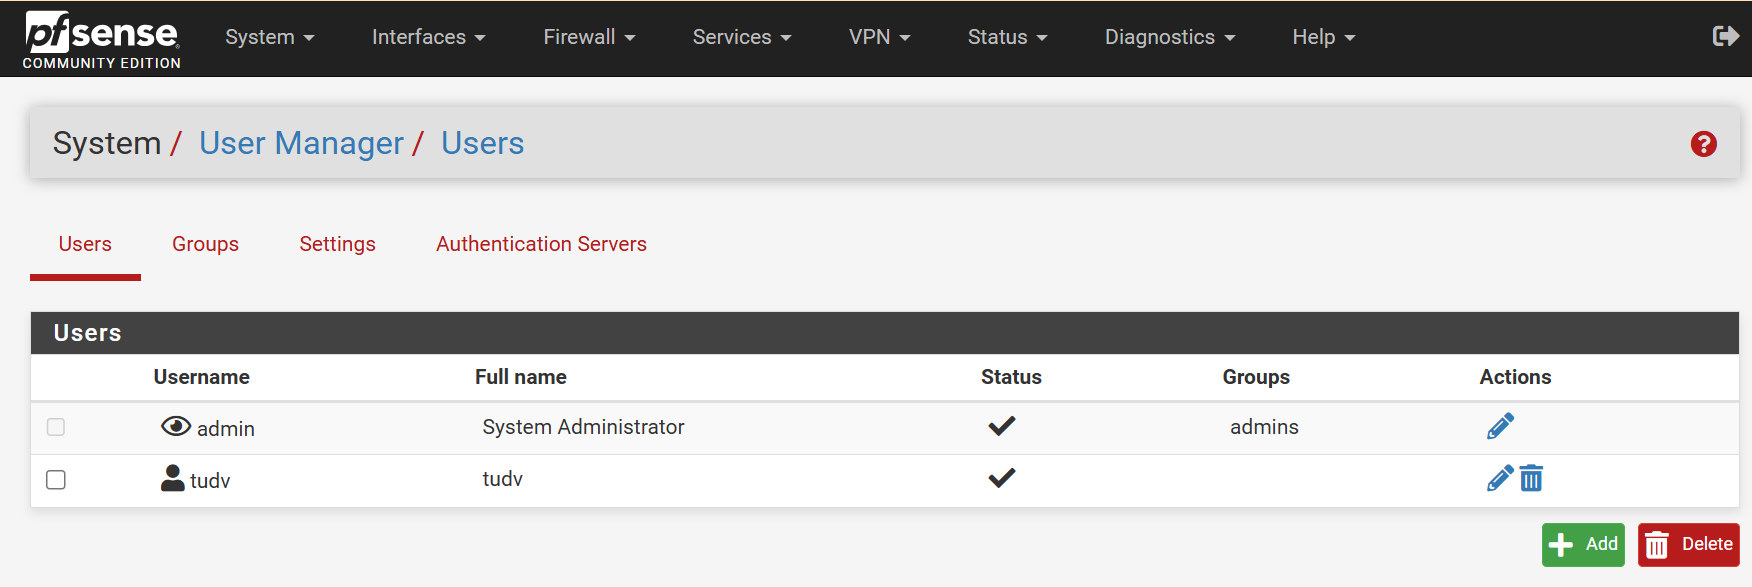 pfsense
COMMUNITY EDITION
System Interfaces Firewall Services VPN Status Diagnostics Help
System / User Manager / Users
?
Users Groups Settings Authentication Servers
Users
Username Full name Status Groups Actions
admin System Administrator admins
tudv tudv
Add Delete